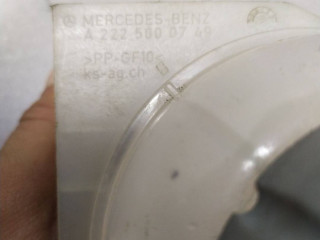 MERCEDES-BENZ
A 222 500 07 49
>PP-GF10<
ks-ag.ch